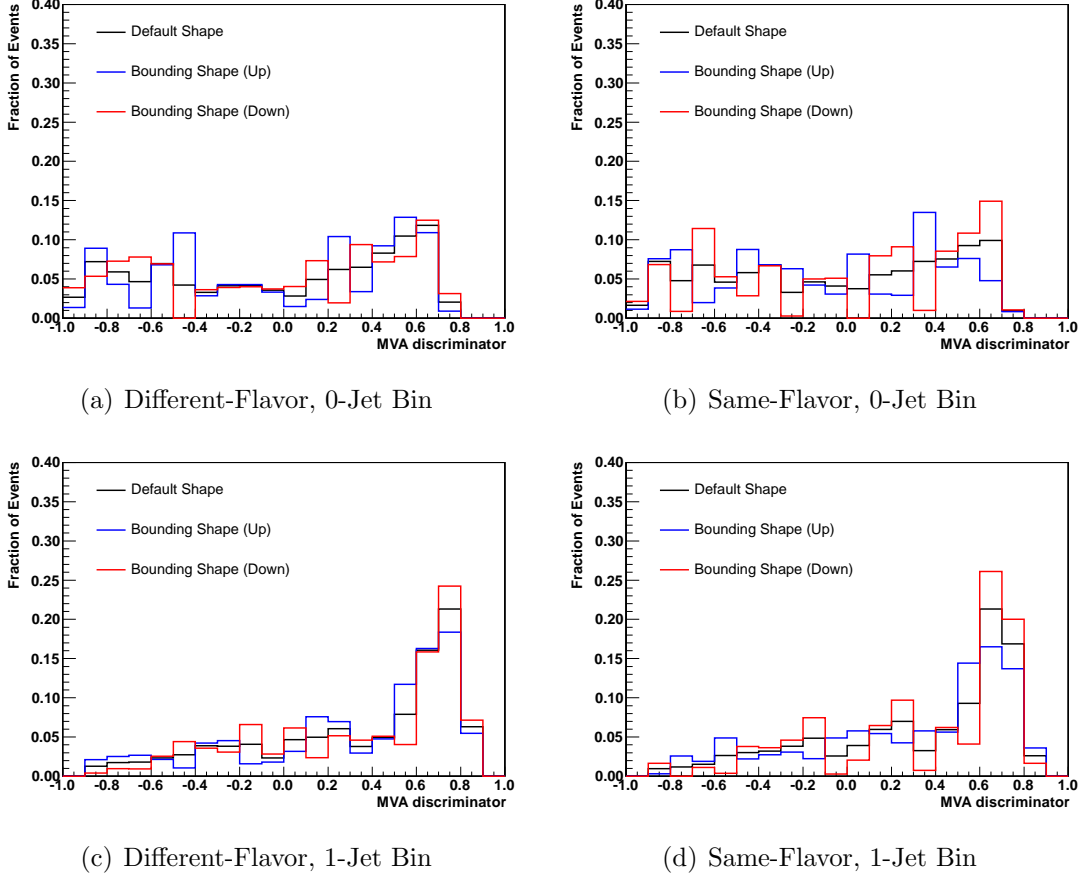 Fraction of Events
0.40
0.35
0.30
0.25
0.20
0.15
0.10
0.05
0.00
Default Shape
Bounding Shape (Up)
Bounding Shape (Down)
-1.0 -0.8 -0.6 -0.4 -0.2 0.0 0.2 0.4 0.6 0.8 1.0
MVA discriminator
(a) Different-Flavor, 0-Jet Bin
Fraction of Events
0.40
0.35
0.30
0.25
0.20
0.15
0.10
0.05
0.00
Default Shape
Bounding Shape (Up)
Bounding Shape (Down)
-1.0 -0.8 -0.6 -0.4 -0.2 0.0 0.2 0.4 0.6 0.8 1.0
MVA discriminator
(b) Same-Flavor, 0-Jet Bin
Fraction of Events
0.40
0.35
0.30
0.25
0.20
0.15
0.10
0.05
0.00
Default Shape
Bounding Shape (Up)
Bounding Shape (Down)
-1.0 -0.8 -0.6 -0.4 -0.2 0.0 0.2 0.4 0.6 0.8 1.0
MVA discriminator
(c) Different-Flavor, 1-Jet Bin
Fraction of Events
0.40
0.35
0.30
0.25
0.20
0.15
0.10
0.05
0.00
Default Shape
Bounding Shape (Up)
Bounding Shape (Down)
-1.0 -0.8 -0.6 -0.4 -0.2 0.0 0.2 0.4 0.6 0.8 1.0
MVA discriminator
(d) Same-Flavor, 1-Jet Bin